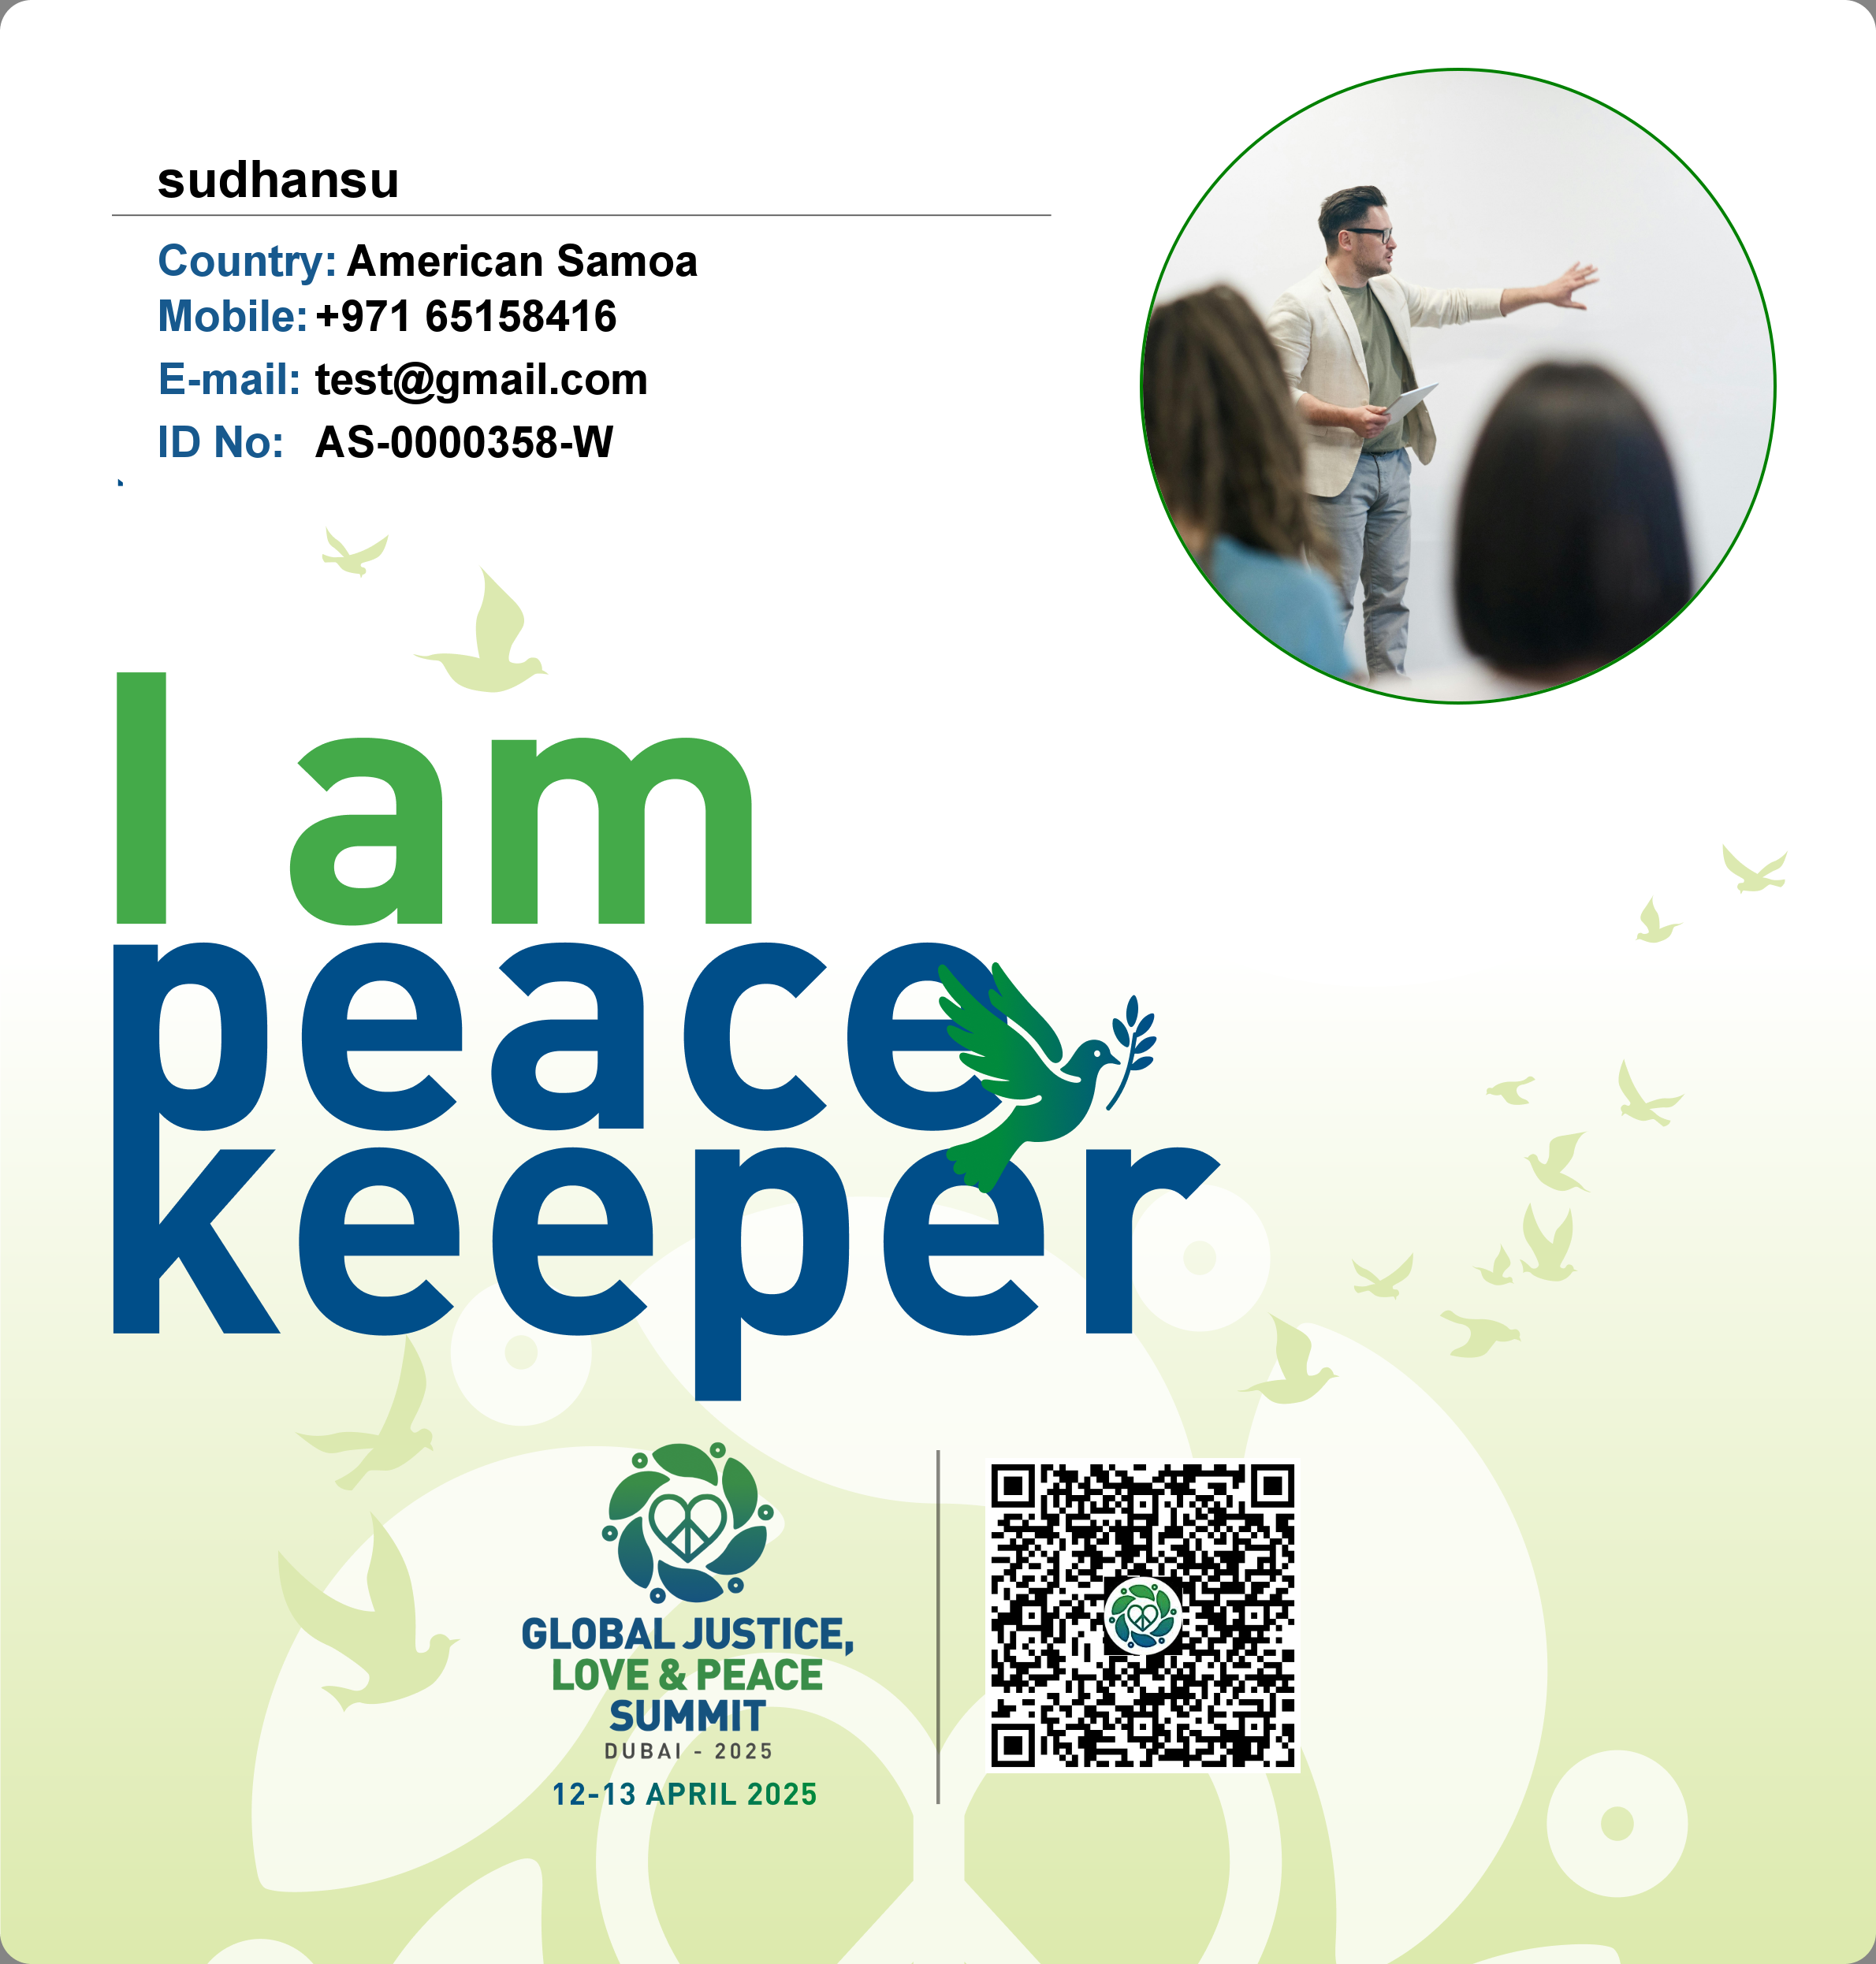 sudhansu
Country: American Samoa
Mobile: +971 65158416
E-mail: test@gmail.com
ID No: AS-0000358-W
I am
peace
keeper
GLOBAL JUSTICE,
LOVE & PEACE
SUMMIT
DUBAI - 2025
12-13 APRIL 2025